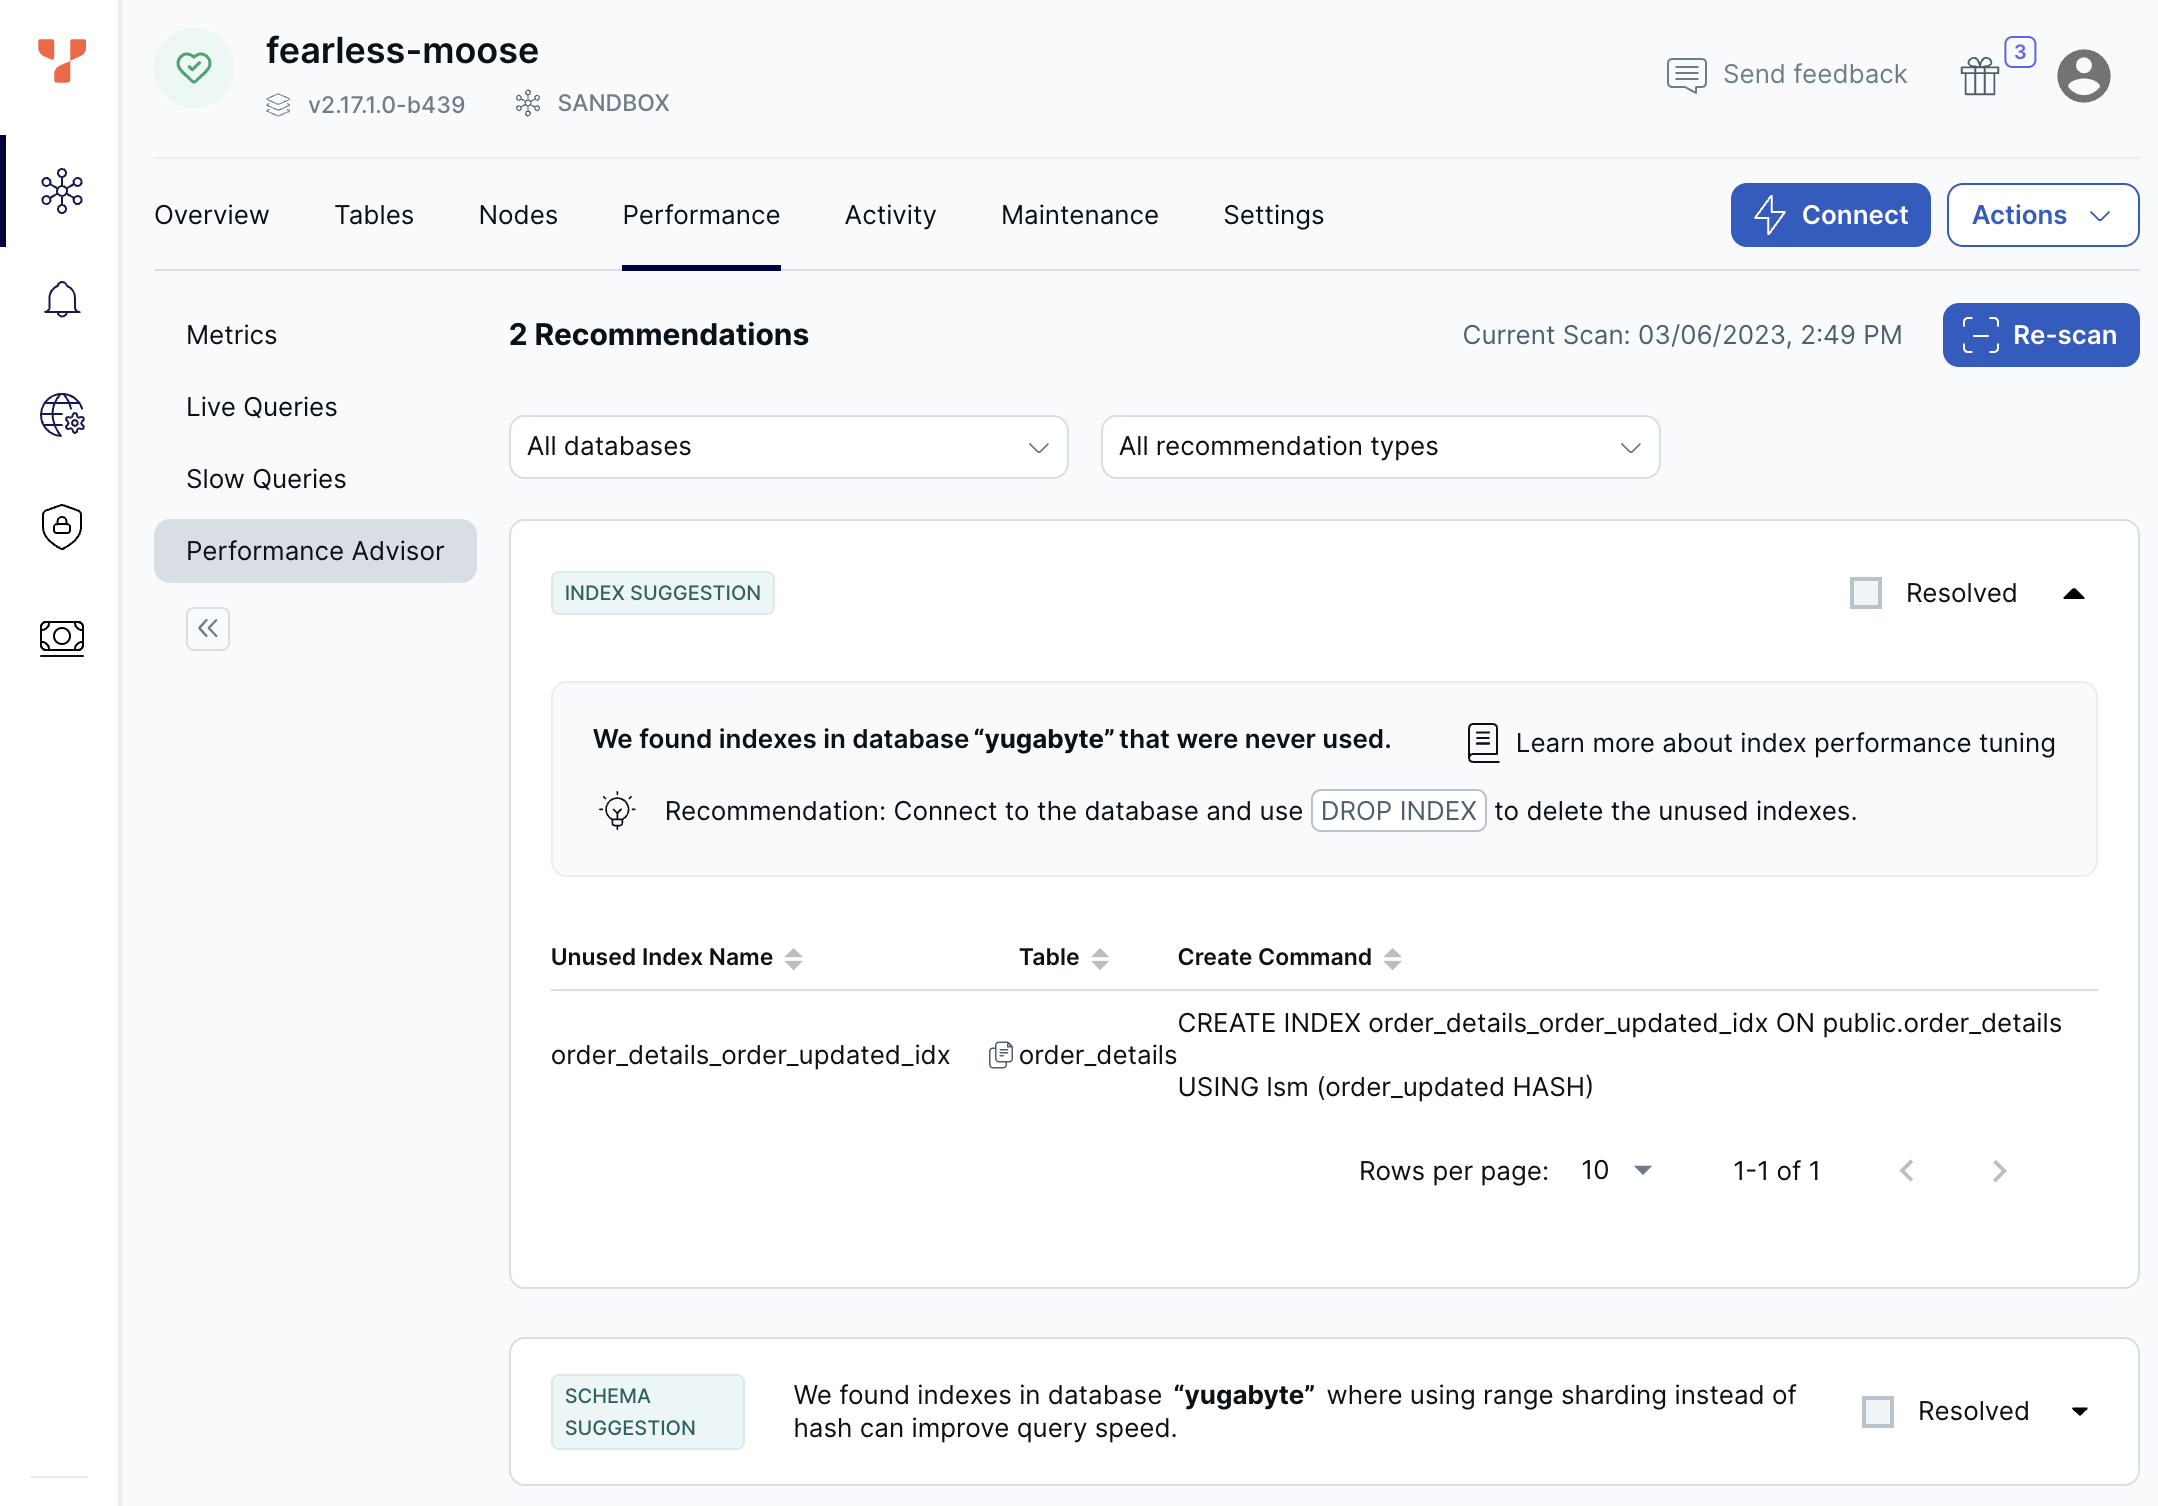 fearless-moose
v2.17.1.0-b439
SANDBOX
Send feedback
3
Overview
Tables
Nodes
Performance
Activity
Maintenance
Settings
Connect
Actions
Metrics
Live Queries
Slow Queries
Performance Advisor
2 Recommendations
Current Scan: 03/06/2023, 2:49 PM
Re-scan
All databases
All recommendation types
INDEX SUGGESTION
Resolved
We found indexes in database “yugabyte” that were never used.
Learn more about index performance tuning
Recommendation: Connect to the database and use DROP INDEX to delete the unused indexes.
Unused Index Name
Table
Create Command
order_details_order_updated_idx
order_details
CREATE INDEX order_details_order_updated_idx ON public.order_details
USING lsm (order_updated HASH)
Rows per page: 10
1-1 of 1
SCHEMA
SUGGESTION
We found indexes in database “yugabyte” where using range sharding instead of
hash can improve query speed.
Resolved